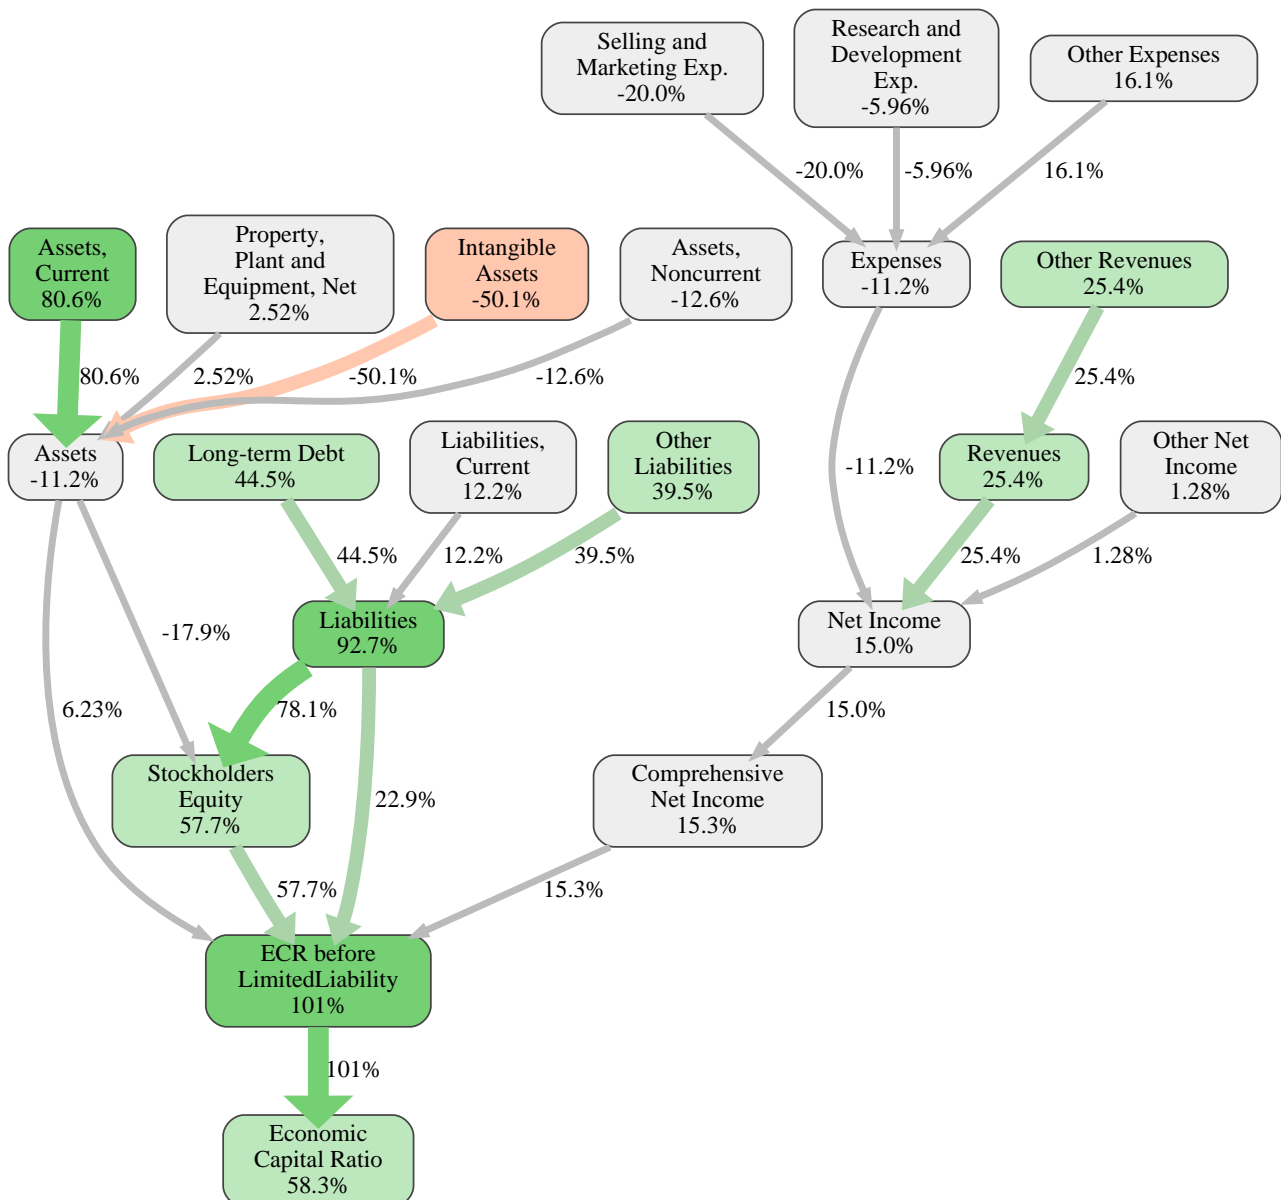 Selling and
Marketing Exp.
-20.0%
Research and
Development
Exp.
-5.96%
Other Expenses
16.1%
-20.0%
-5.96%
16.1%
Assets,
Current
80.6%
Property,
Plant and
Equipment, Net
2.52%
Intangible
Assets
-50.1%
Assets,
Noncurrent
-12.6%
Expenses
-11.2%
Other Revenues
25.4%
80.6%
2.52%
-50.1%
-12.6%
25.4%
Assets
-11.2%
Long-term Debt
44.5%
Liabilities,
Current
12.2%
Other
Liabilities
39.5%
-11.2%
Revenues
25.4%
Other Net
Income
1.28%
44.5%
12.2%
39.5%
25.4%
1.28%
-17.9%
Liabilities
92.7%
Net Income
15.0%
6.23%
78.1%
15.0%
Stockholders
Equity
57.7%
22.9%
Comprehensive
Net Income
15.3%
57.7%
15.3%
ECR before
LimitedLiability
101%
101%
Economic
Capital Ratio
58.3%